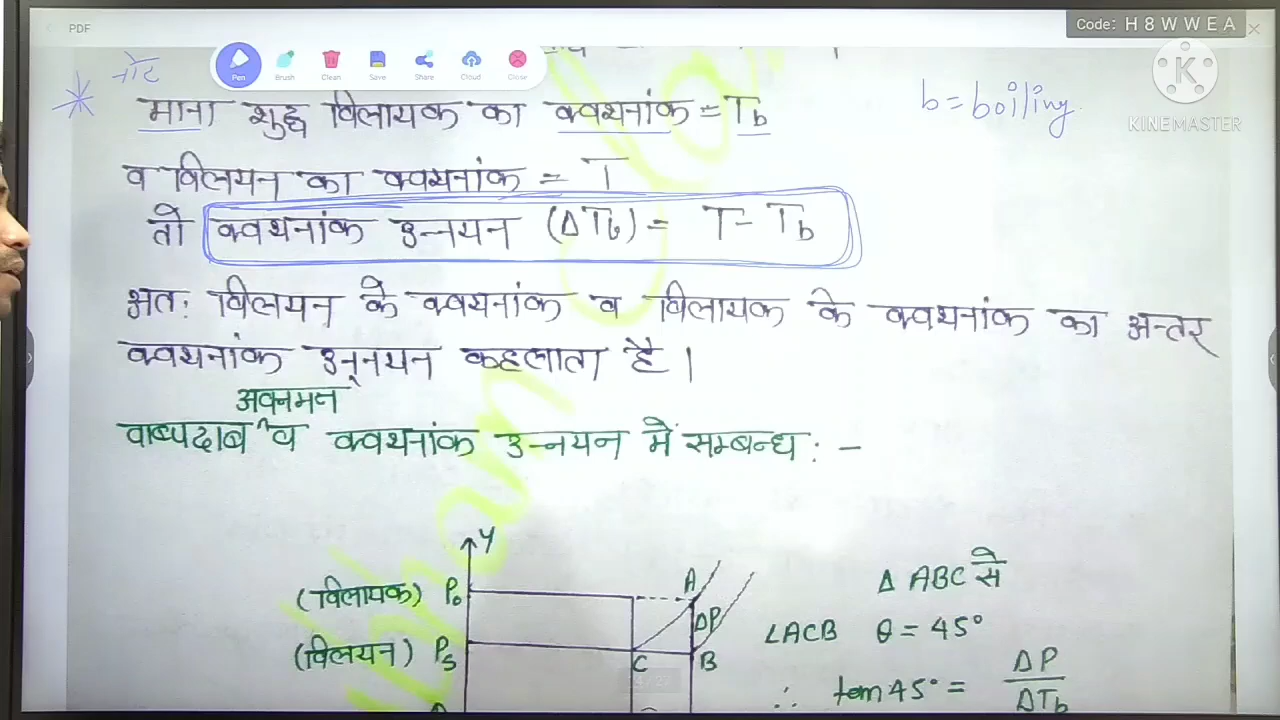 PDF
Code: H8WWEA
Pen Brush Clean Save Share Cloud Close
K
KINEMASTER
नोट
b = boiling
माना शुद्ध विलायक का क्वथनांक = Tb
व विलयन का क्वथनांक = T
तो क्वथनांक उन्नयन (ΔTb) = T - Tb
अतः विलयन के क्वथनांक व विलायक के क्वथनांक का अन्तर
क्वथनांक उन्नयन कहलाता है।
अवनमन
वाष्पदाब ^ व क्वथनांक उन्नयन में सम्बन्ध : -
Y
(विलायक) P₀
A
Δ ABC से
ΔP
∠ACB θ = 45°
(विलयन) Ps
C
B
∴ tan 45° = ΔP / ΔTb